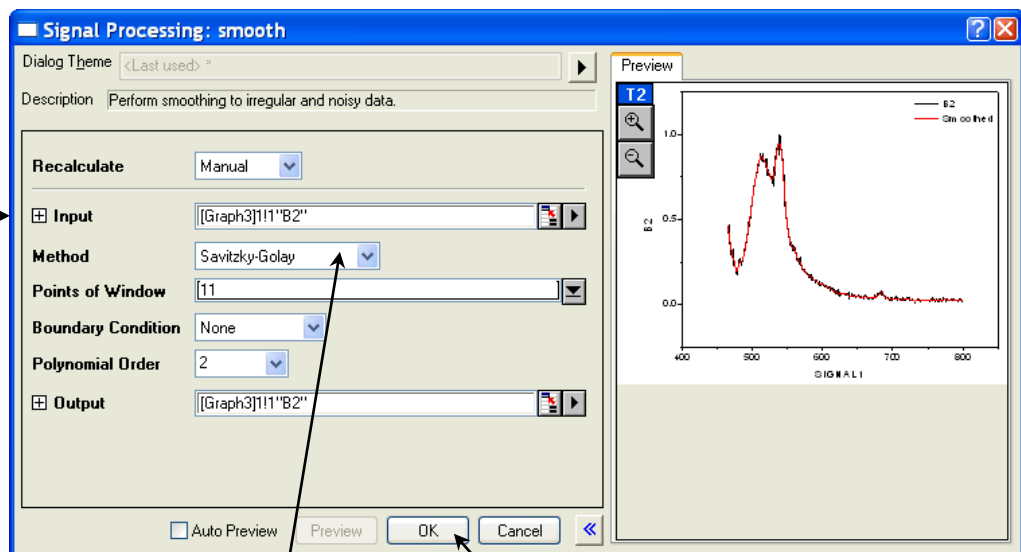 Signal Processing: smooth
Dialog Theme <Last used> *
Description Perform smoothing to irregular and noisy data.
Recalculate Manual
Input [Graph3]1!1"B2"
Method Savitzky-Golay
Points of Window 11
Boundary Condition None
Polynomial Order 2
Output [Graph3]1!1"B2"
Auto Preview Preview OK Cancel
Preview
T2
B2
Smoothed
1.0
0.5
0.0
B2
400 500 600 700 800
SIGNAL1